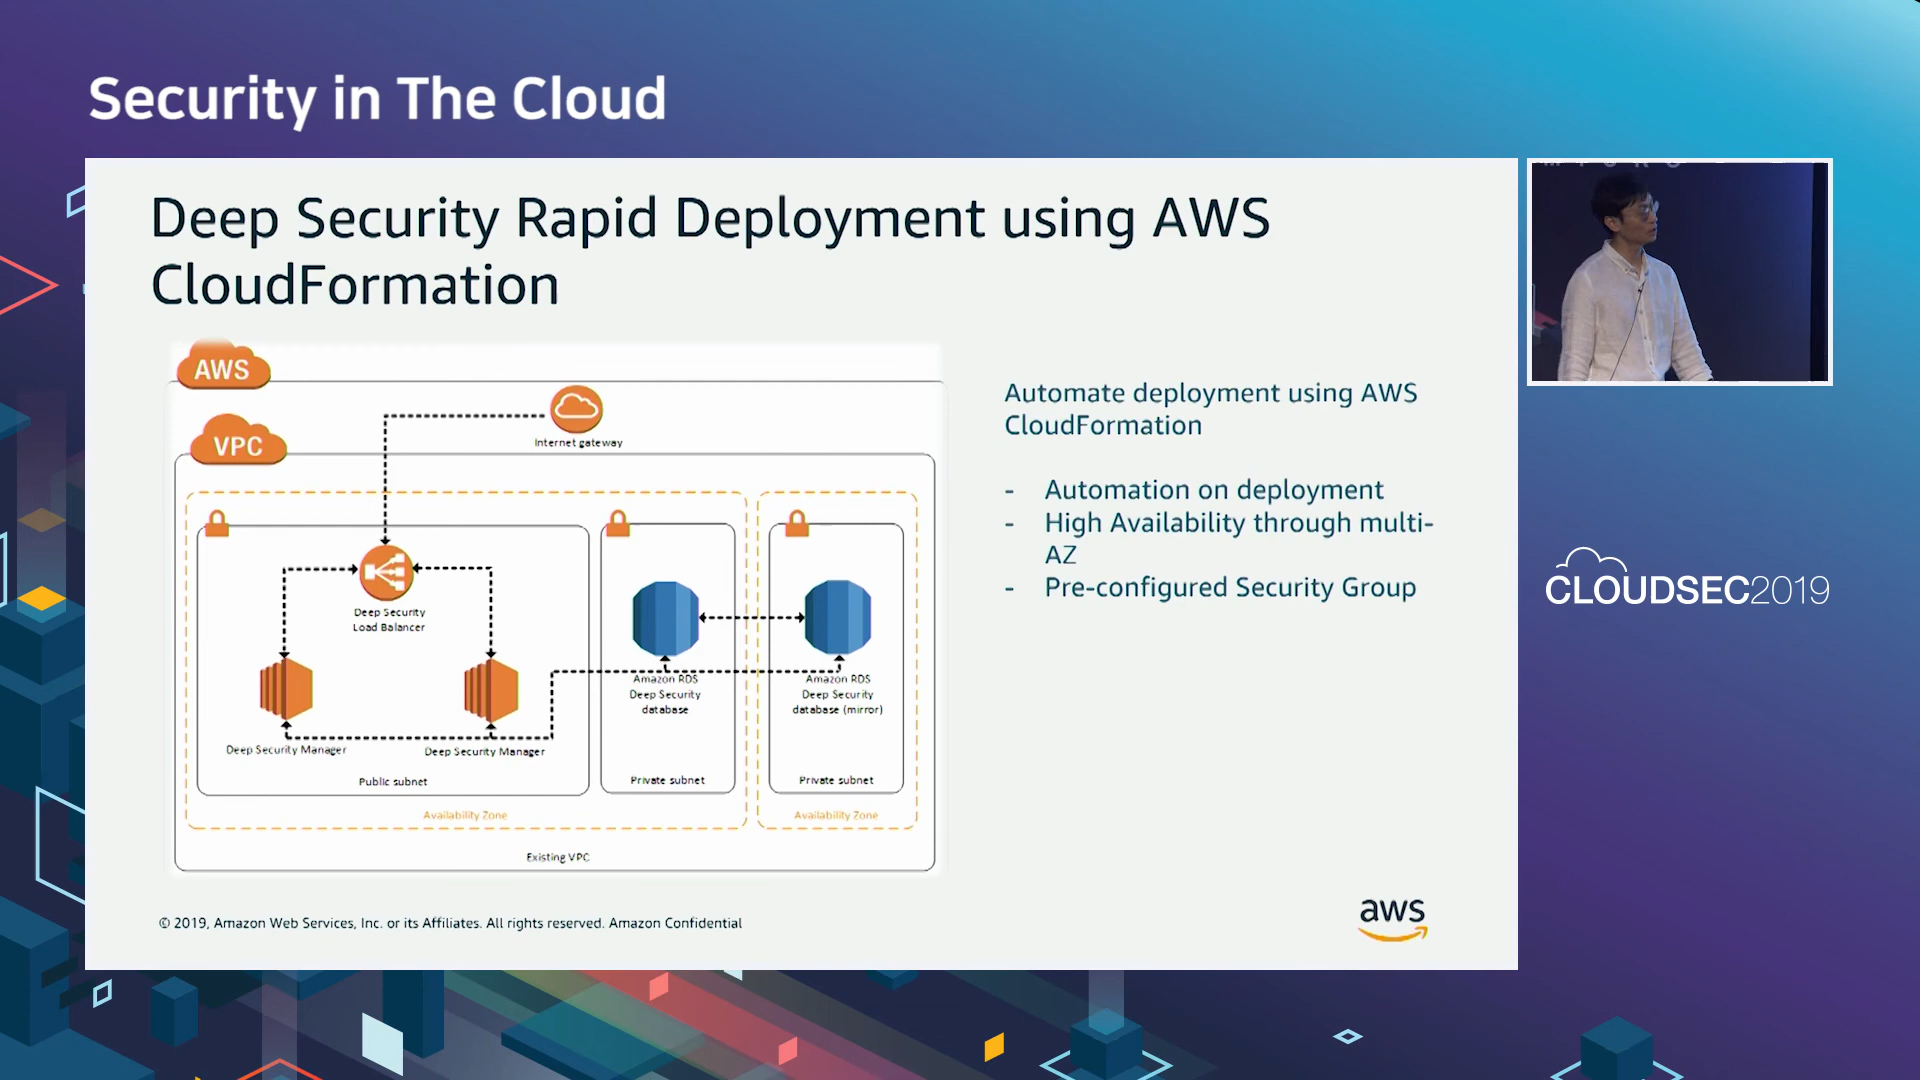 Security in The Cloud
Deep Security Rapid Deployment using AWS
CloudFormation
AWS
Internet gateway
VPC
Deep Security
Load Balancer
Deep Security Manager
Deep Security Manager
Public subnet
Amazon RDS
Deep Security
database
Private subnet
Amazon RDS
Deep Security
database (mirror)
Private subnet
Availability Zone
Availability Zone
Existing VPC
Automate deployment using AWS
CloudFormation
- Automation on deployment
- High Availability through multi-
AZ
- Pre-configured Security Group
© 2019, Amazon Web Services, Inc. or its Affiliates. All rights reserved. Amazon Confidential
aws
CLOUDSEC2019